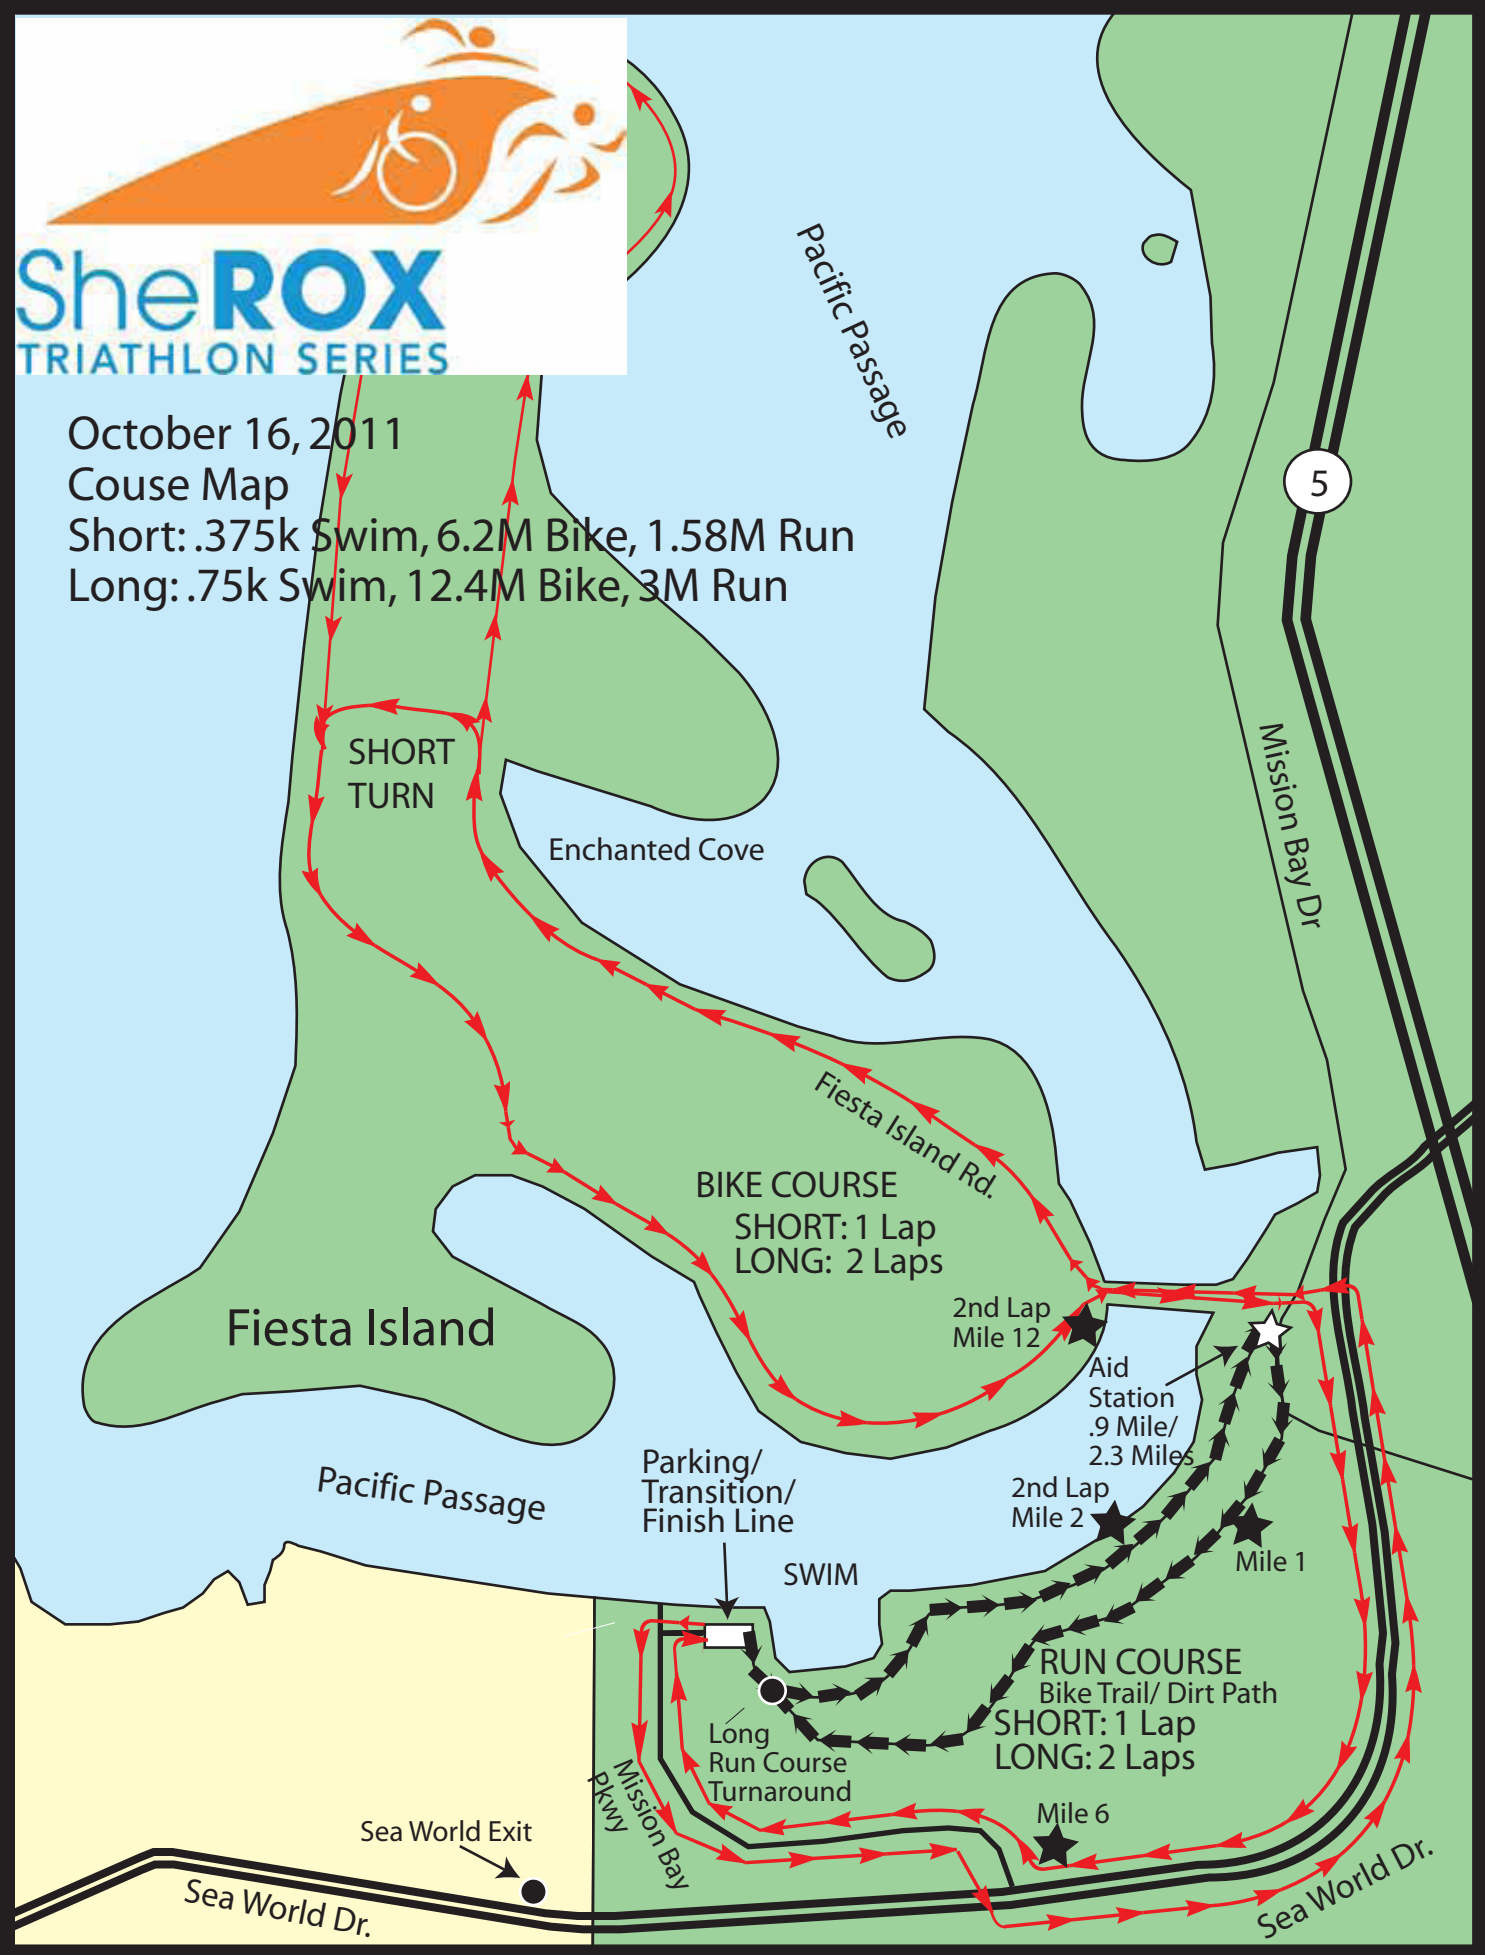 SheROX
TRIATHLON SERIES
October 16, 2011
Couse Map
Short: .375k Swim, 6.2M Bike, 1.58M Run
Long: .75k Swim, 12.4M Bike, 3M Run
Pacific Passage
5
SHORT
TURN
Mission Bay Dr
Enchanted Cove
Fiesta Island Rd.
BIKE COURSE
SHORT: 1 Lap
LONG: 2 Laps
Fiesta Island
2nd Lap
Mile 12
Aid
Station
.9 Mile/
2.3 Miles
Pacific Passage
Parking/
Transition/
Finish Line
2nd Lap
Mile 2
SWIM
Mile 1
RUN COURSE
Bike Trail/ Dirt Path
SHORT: 1 Lap
LONG: 2 Laps
Long
Run Course
Turnaround
Mission Bay
Pkwy
Mile 6
Sea World Exit
Sea World Dr.
Sea World Dr.